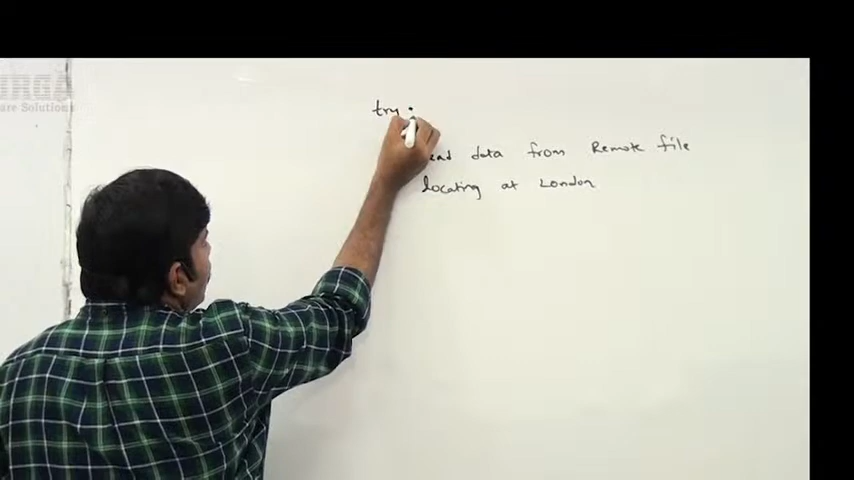 try:
data from Remote file
locating at London